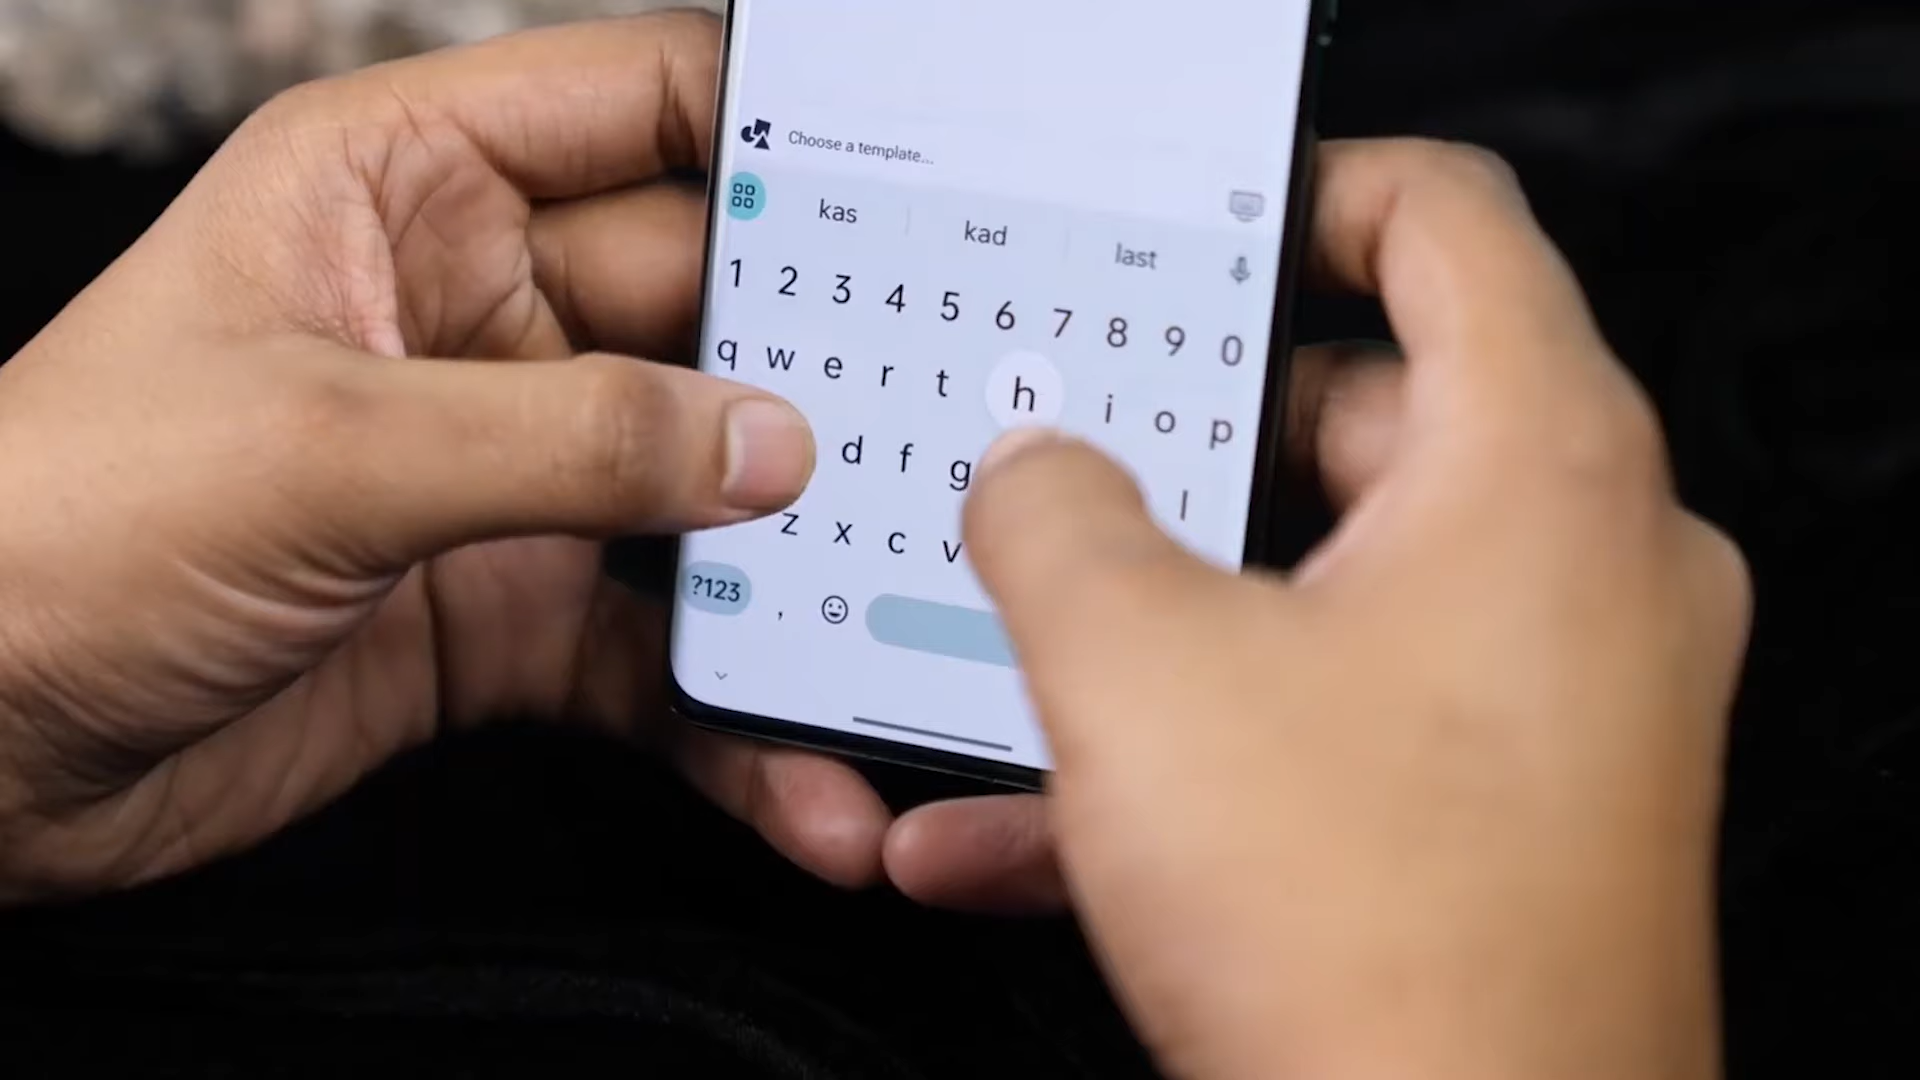 Choose a template...
kas kad last
1 2 3 4 5 6 7 8 9 0
q w e r t h i o p
d f g l
z x c v
?123 ,